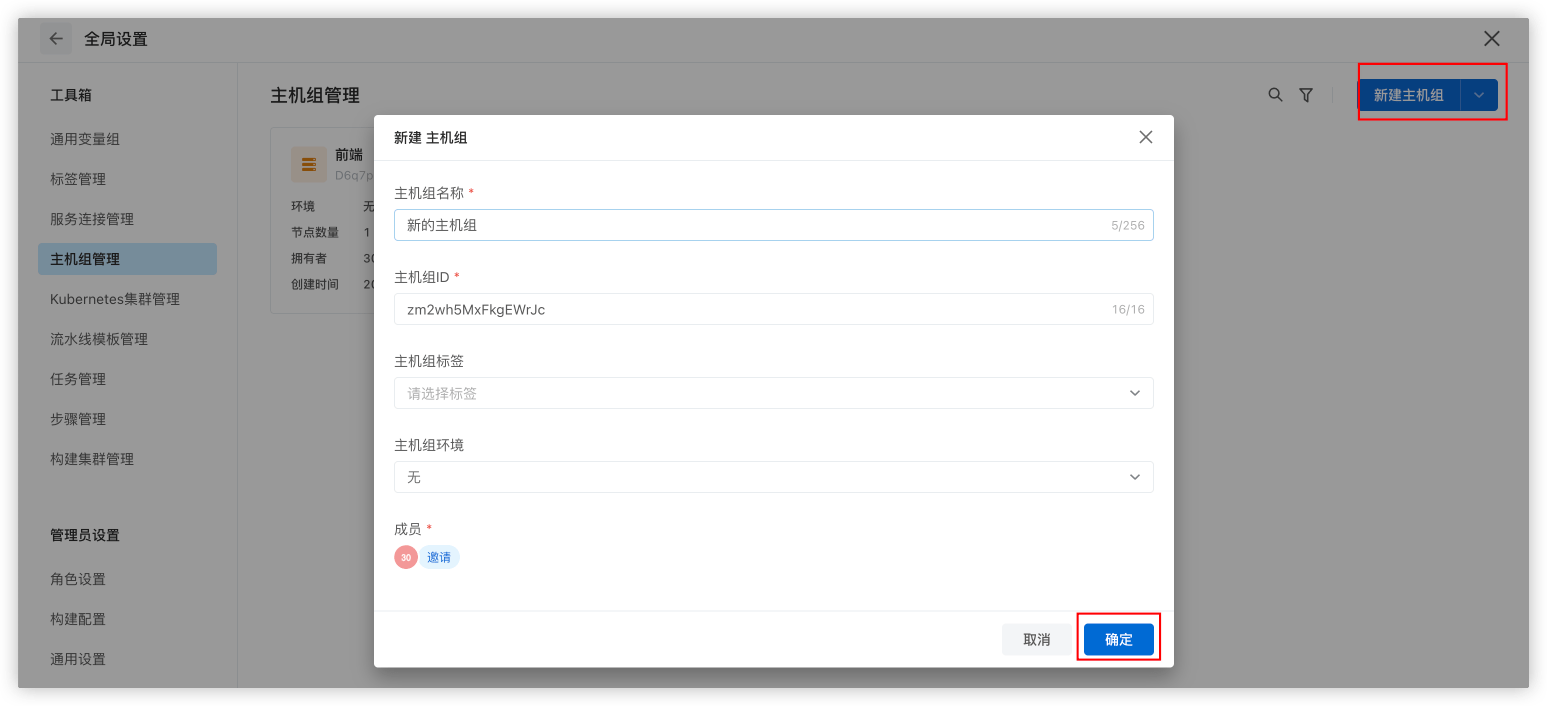 全局设置
工具箱
通用变量组
标签管理
服务连接管理
主机组管理
Kubernetes集群管理
流水线模板管理
任务管理
步骤管理
构建集群管理
管理员设置
角色设置
构建配置
通用设置
主机组管理
新建主机组
前端
D6q7p
环境 无
节点数量 1
拥有者 30
创建时间 20
新建 主机组
主机组名称 *
新的主机组 5/256
主机组ID *
zm2wh5MxFkgEWrJc 16/16
主机组标签
请选择标签
主机组环境
无
成员 *
30 邀请
取消 确定